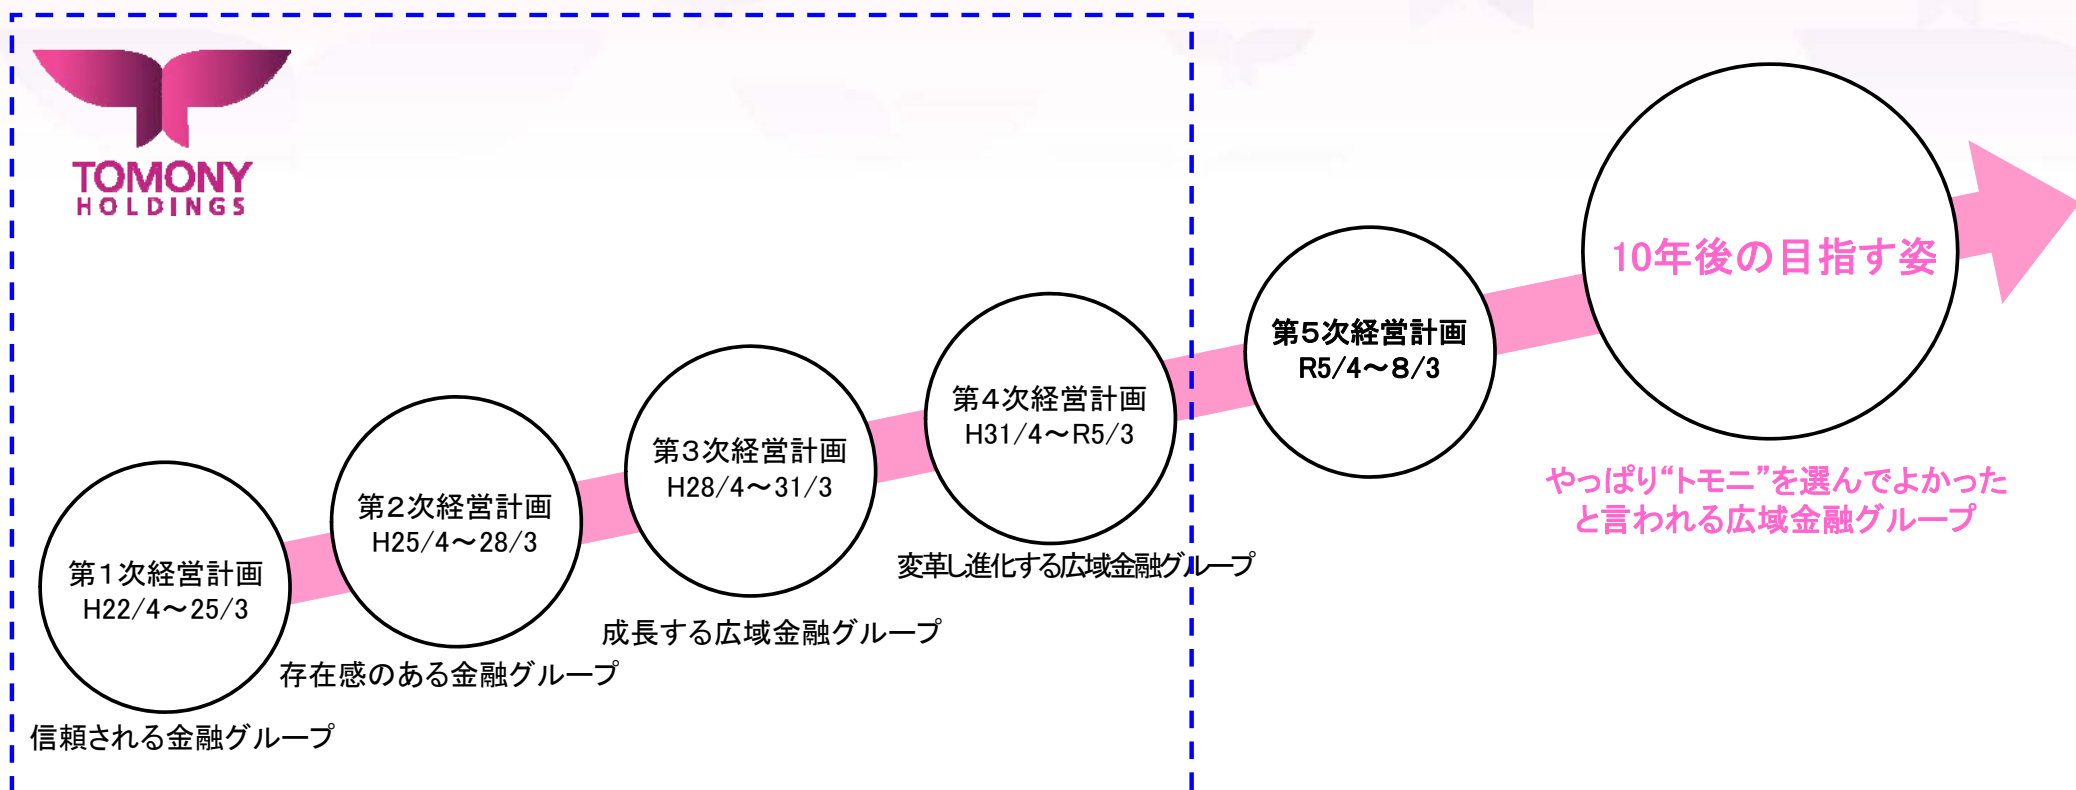 TOMONY
HOLDINGS
第1次経営計画
H22/4～25/3
信頼される金融グループ
第2次経営計画
H25/4～28/3
存在感のある金融グループ
第3次経営計画
H28/4～31/3
成長する広域金融グループ
第4次経営計画
H31/4～R5/3
変革し進化する広域金融グループ
第5次経営計画
R5/4～8/3
10年後の目指す姿
やっぱり“トモニ”を選んでよかった
と言われる広域金融グループ